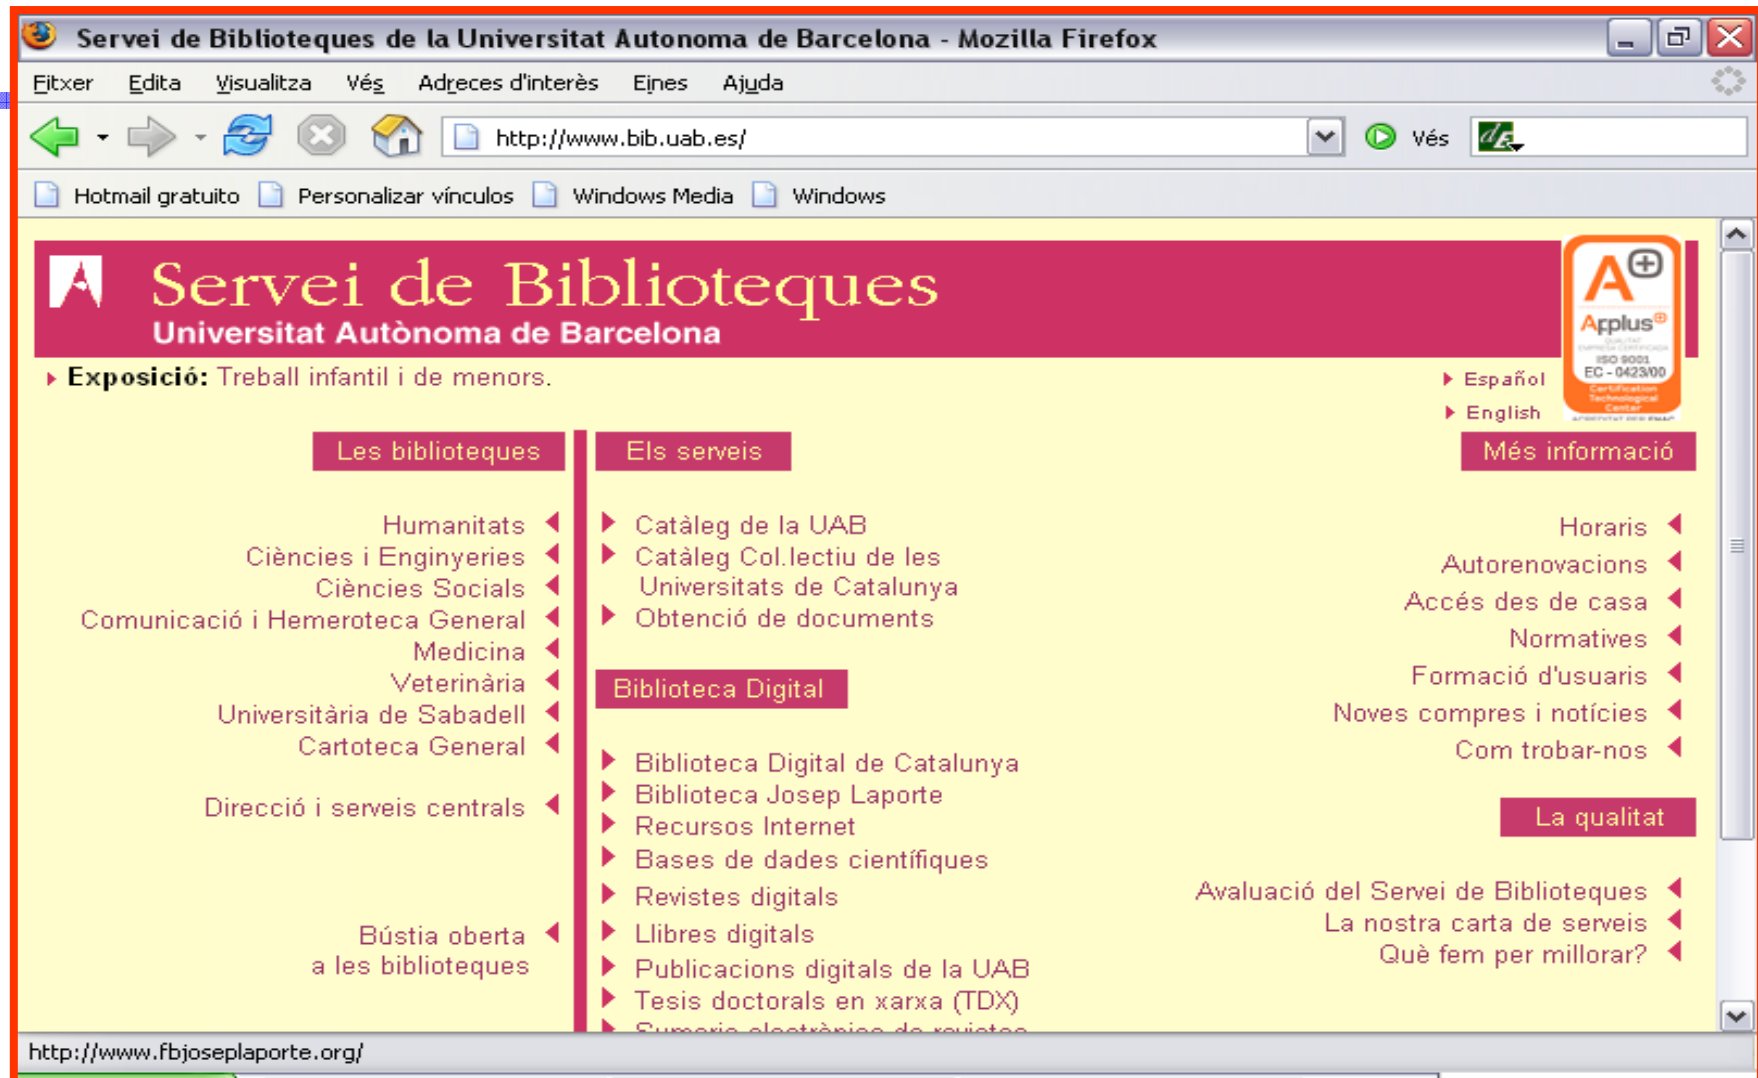 Servei de Biblioteques de la Universitat Autonoma de Barcelona - Mozilla Firefox
Fitxer Edita Visualitza Vés Adreces d'interès Eines Ajuda
http://www.bib.uab.es/ Vés
Hotmail gratuito Personalizar vínculos Windows Media Windows
Servei de Biblioteques
Universitat Autònoma de Barcelona
A+
Applus+
ISO 9001
EC - 0423/00
Certification
Technological
Center
Exposició: Treball infantil i de menors.
Español
English
Les biblioteques
Humanitats
Ciències i Enginyeries
Ciències Socials
Comunicació i Hemeroteca General
Medicina
Veterinària
Universitària de Sabadell
Cartoteca General
Direcció i serveis centrals
Bústia oberta
a les biblioteques
Els serveis
Catàleg de la UAB
Catàleg Col.lectiu de les
Universitats de Catalunya
Obtenció de documents
Biblioteca Digital
Biblioteca Digital de Catalunya
Biblioteca Josep Laporte
Recursos Internet
Bases de dades científiques
Revistes digitals
Llibres digitals
Publicacions digitals de la UAB
Tesis doctorals en xarxa (TDX)
Sumaris electrònics de revistes
Més informació
Horaris
Autorenovacions
Accés des de casa
Normatives
Formació d'usuaris
Noves compres i notícies
Com trobar-nos
La qualitat
Avaluació del Servei de Biblioteques
La nostra carta de serveis
Què fem per millorar?
http://www.fbjoseplaporte.org/